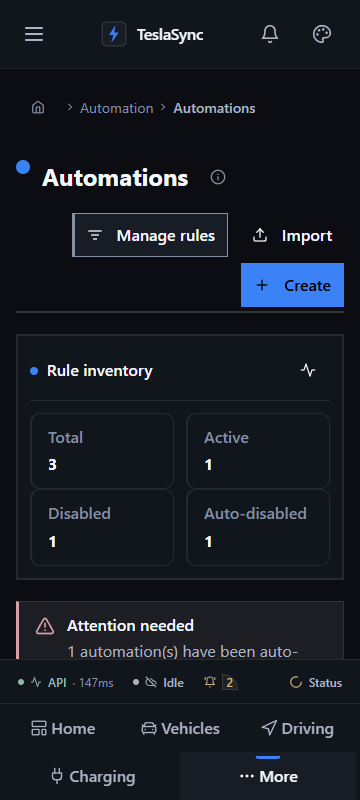 TeslaSync
Automation > Automations
Automations
Manage rules
Import
Create
Rule inventory
Total
3
Active
1
Disabled
1
Auto-disabled
1
Attention needed
1 automation(s) have been auto-
API · 147ms
Idle
2
Status
Home
Vehicles
Driving
Charging
More